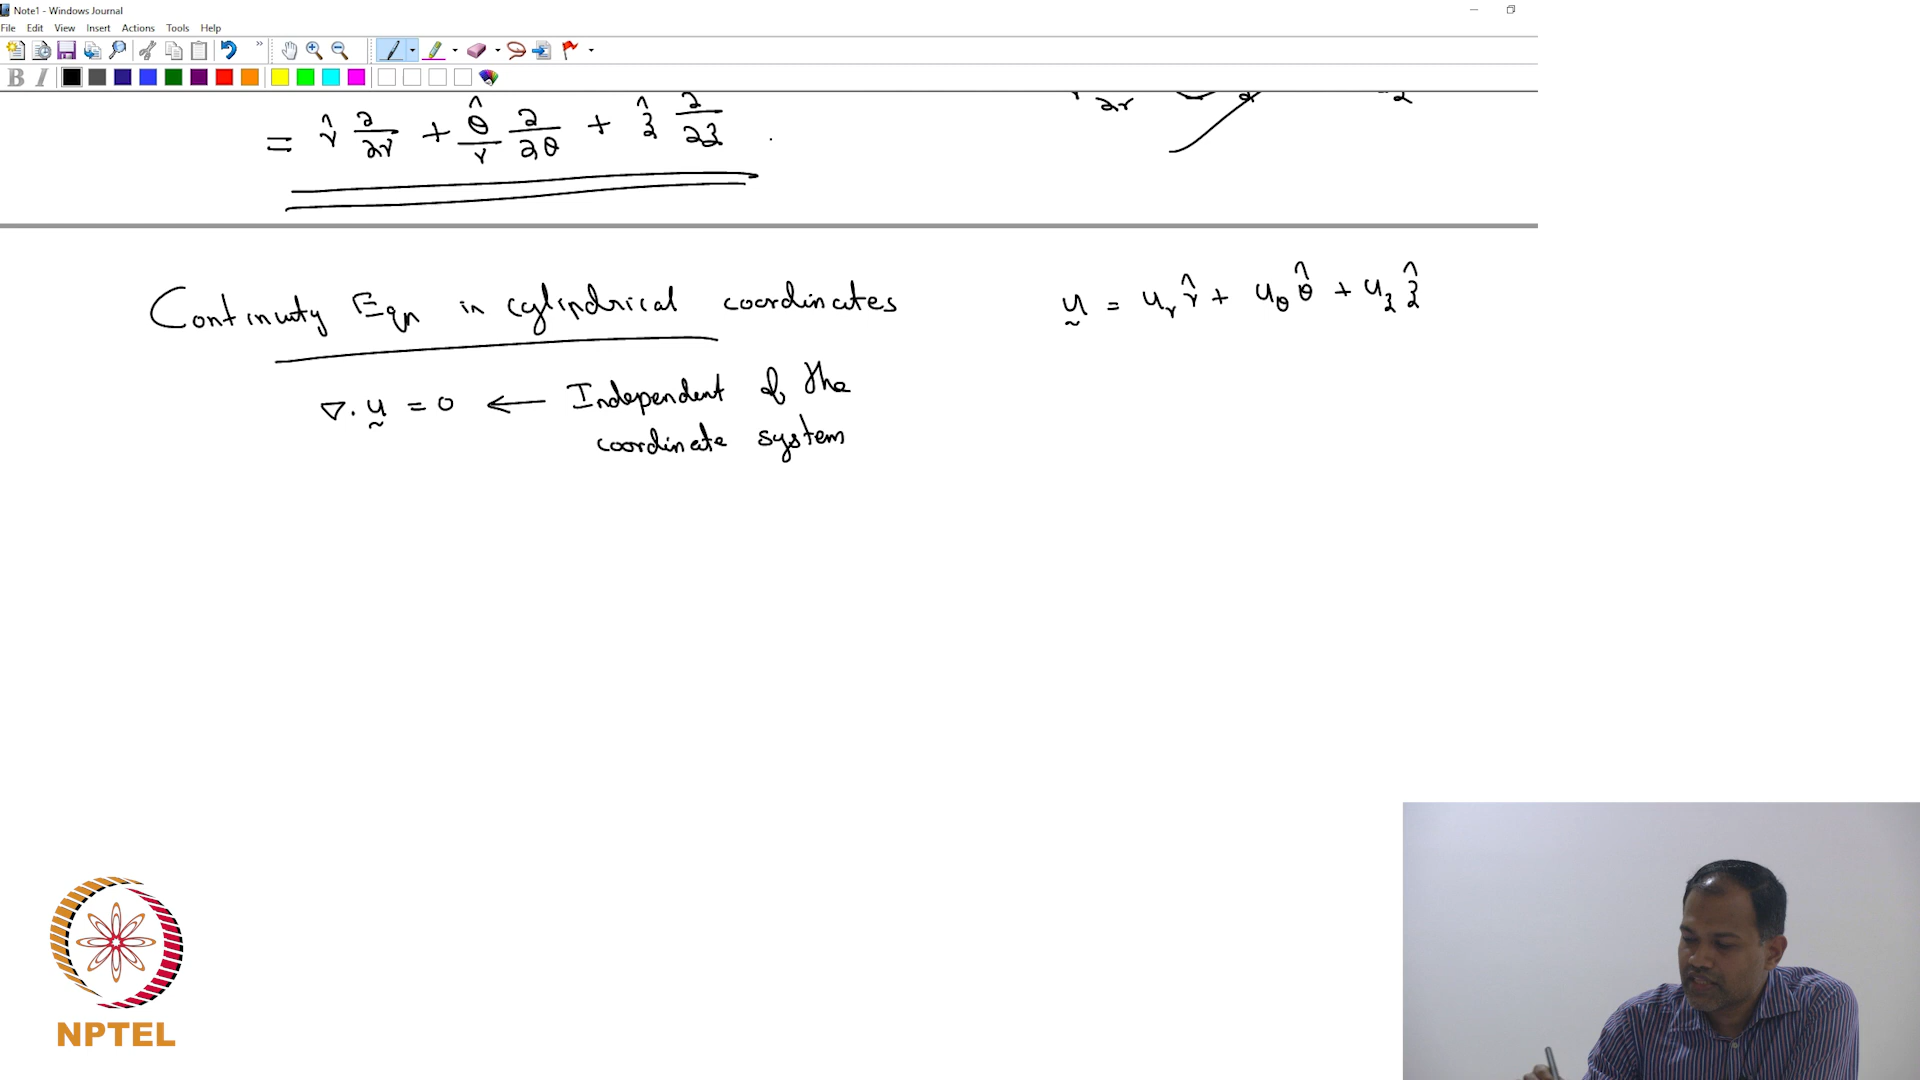 Note1 - Windows Journal
File Edit View Insert Actions Tools Help
B I
= r̂ ∂/∂r + θ̂/r ∂/∂θ + ẑ ∂/∂z
∂r
Continuity Eqn in cylindrical coordinates
u = u_r r̂ + u_θ θ̂ + u_z ẑ
∇. u = 0 ← Independent of the
coordinate system
NPTEL